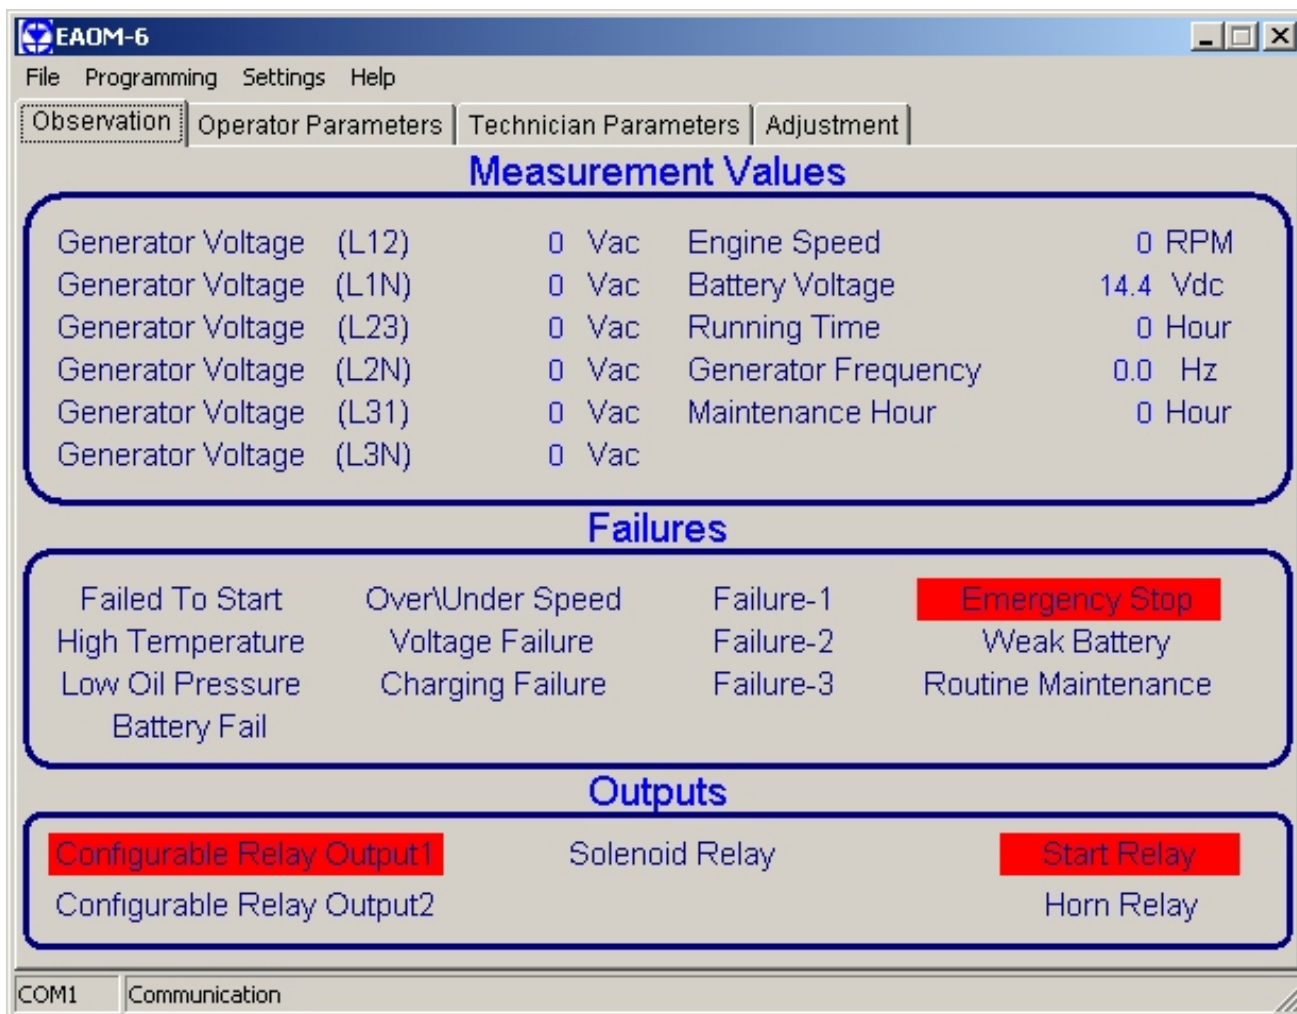 EAOM-6
File Programming Settings Help
Observation Operator Parameters Technician Parameters Adjustment
Measurement Values
Generator Voltage (L12) 0 Vac Engine Speed 0 RPM
Generator Voltage (L1N) 0 Vac Battery Voltage 14.4 Vdc
Generator Voltage (L23) 0 Vac Running Time 0 Hour
Generator Voltage (L2N) 0 Vac Generator Frequency 0.0 Hz
Generator Voltage (L31) 0 Vac Maintenance Hour 0 Hour
Generator Voltage (L3N) 0 Vac
Failures
Failed To Start Over\Under Speed Failure-1 Emergency Stop
High Temperature Voltage Failure Failure-2 Weak Battery
Low Oil Pressure Charging Failure Failure-3 Routine Maintenance
Battery Fail
Outputs
Configurable Relay Output1 Solenoid Relay Start Relay
Configurable Relay Output2 Horn Relay
COM1 Communication